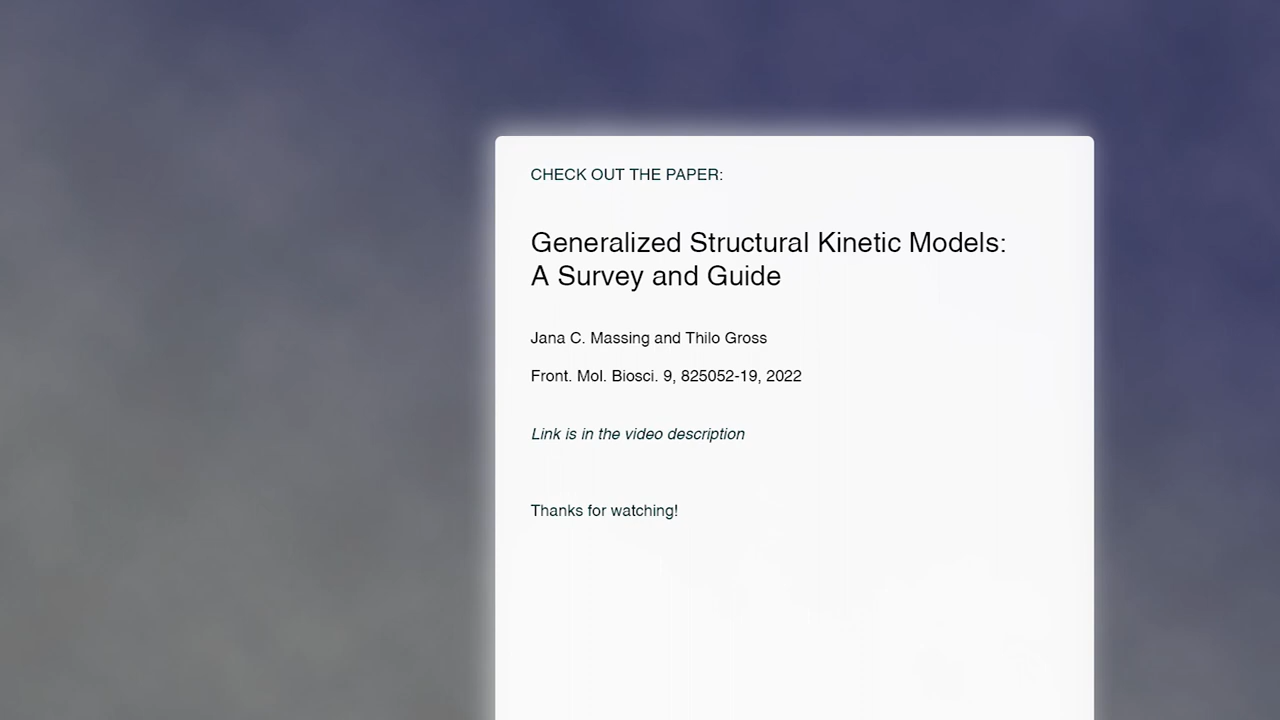 CHECK OUT THE PAPER:
Generalized Structural Kinetic Models:
A Survey and Guide
Jana C. Massing and Thilo Gross
Front. Mol. Biosci. 9, 825052-19, 2022
Link is in the video description
Thanks for watching!